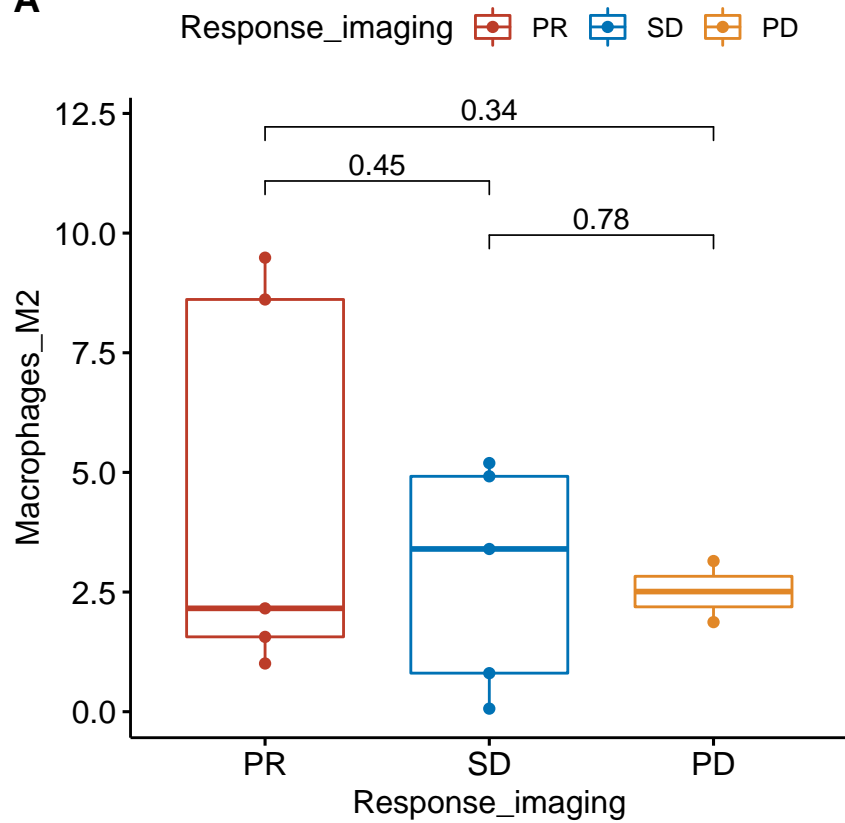 A
Response_imaging PR SD PD
12.5
10.0
7.5
5.0
2.5
0.0
Macrophages_M2
0.34
0.45
0.78
PR SD PD
Response_imaging